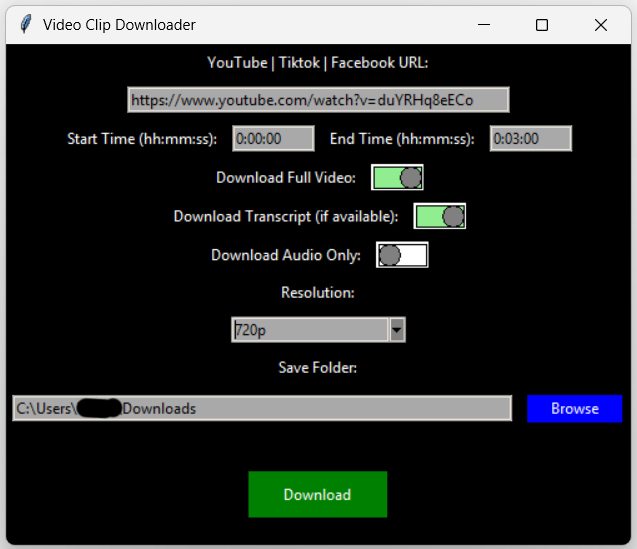 Video Clip Downloader
YouTube | Tiktok | Facebook URL:
https://www.youtube.com/watch?v=duYRHq8eECo
Start Time (hh:mm:ss): 0:00:00 End Time (hh:mm:ss): 0:03:00
Download Full Video:
Download Transcript (if available):
Download Audio Only:
Resolution:
720p
Save Folder:
C:\Users\ Downloads Browse
Download